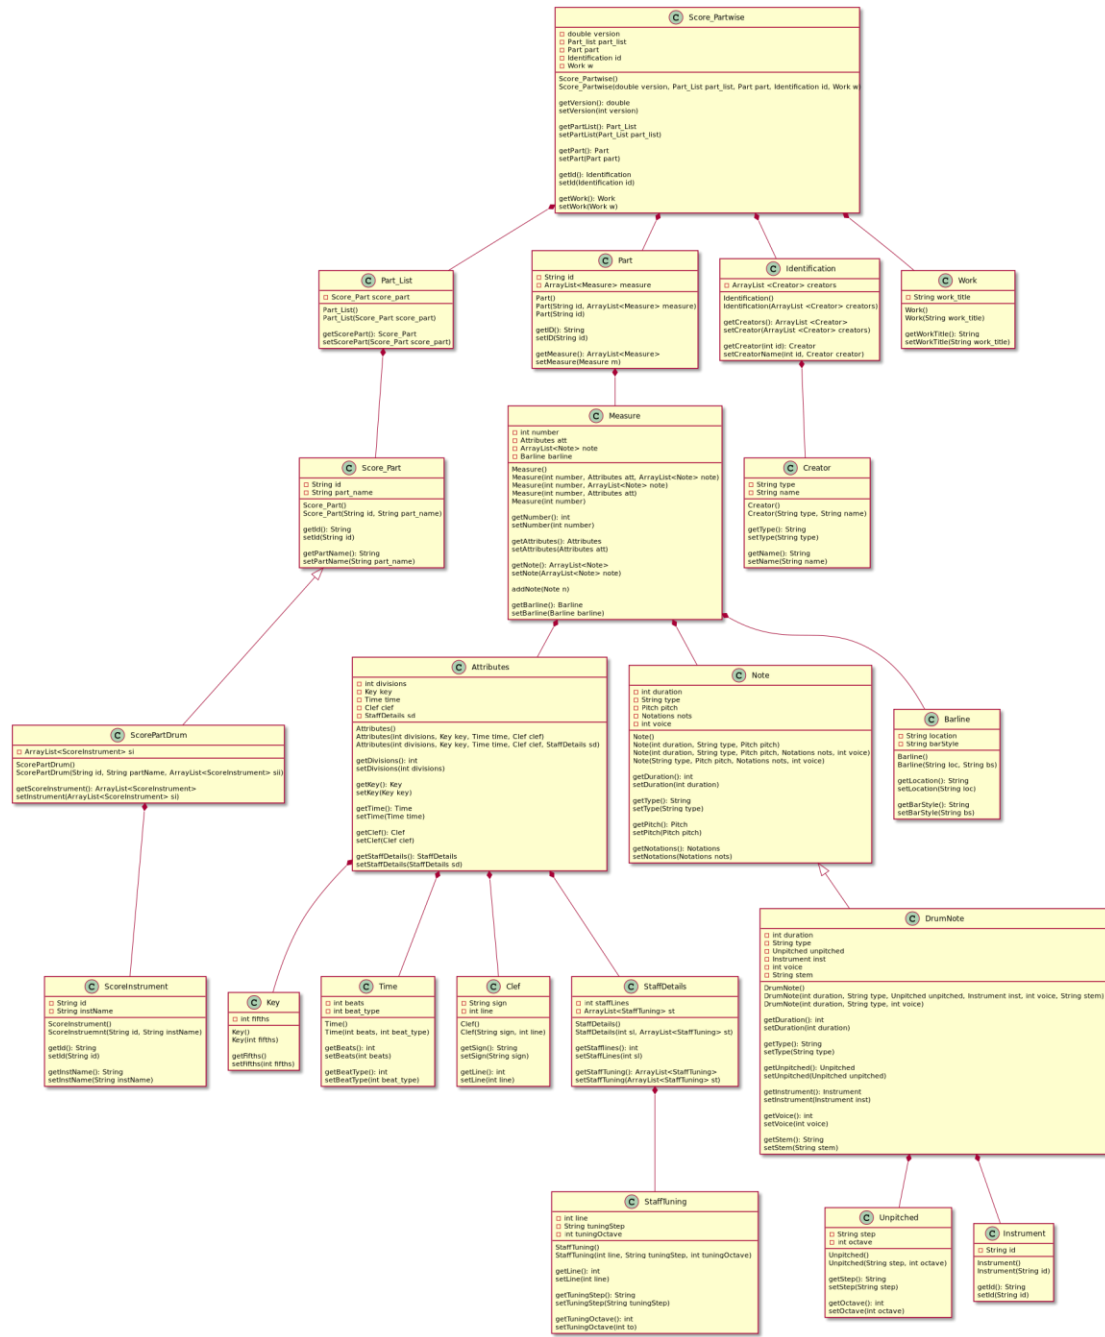 C Score_Partwise
double version
Part_list part_list
Part part
Identification id
Work w
Score_Partwise()
Score_Partwise(double version, Part_List part_list, Part part, Identification id, Work w)
getVersion(): double
setVersion(int version)
getPartList(): Part_List
setPartList(Part_List part_list)
getPart(): Part
setPart(Part part)
getId(): Identification
setId(Identification id)
getWork(): Work
setWork(Work w)
C Part_List
Score_Part score_part
Part_List()
Part_List(Score_Part score_part)
getScorePart(): Score_Part
setScorePart(Score_Part score_part)
C Part
String id
ArrayList<Measure> measure
Part()
Part(String id, ArrayList<Measure> measure)
Part(String id)
getID(): String
setID(String id)
getMeasure(): ArrayList<Measure>
setMeasure(Measure m)
C Identification
ArrayList <Creator> creators
Identification()
Identification(ArrayList <Creator> creators)
getCreators(): ArrayList <Creator>
setCreator(ArrayList <Creator> creators)
getCreator(int id): Creator
setCreatorName(int id, Creator creator)
C Work
String work_title
Work()
Work(String work_title)
getWorkTitle(): String
setWorkTitle(String work_title)
C Score_Part
String id
String part_name
Score_Part()
Score_Part(String id, String part_name)
getId(): String
setId(String id)
getPartName(): String
setPartName(String part_name)
C Measure
int number
Attributes att
ArrayList<Note> note
Barline barline
Measure()
Measure(int number, Attributes att, ArrayList<Note> note)
Measure(int number, ArrayList<Note> note)
Measure(int number, Attributes att)
Measure(int number)
getNumber(): int
setNumber(int number)
getAttributes(): Attributes
setAttributes(Attributes att)
getNote(): ArrayList<Note>
setNote(ArrayList<Note> note)
addNote(Note n)
getBarline(): Barline
setBarline(Barline barline)
C Creator
String type
String name
Creator()
Creator(String type, String name)
getType(): String
setType(String type)
getName(): String
setName(String name)
C ScorePartDrum
ArrayList<ScoreInstrument> si
ScorePartDrum()
ScorePartDrum(String id, String partName, ArrayList<ScoreInstrument> sii)
getScoreInstrument(): ArrayList<ScoreInstrument>
setInstrument(ArrayList<ScoreInstrument> si)
C Attributes
int divisions
Key key
Time time
Clef clef
StaffDetails sd
Attributes()
Attributes(int divisions, Key key, Time time, Clef clef)
Attributes(int divisions, Key key, Time time, Clef clef, StaffDetails sd)
getDivisions(): int
setDivisions(int divisions)
getKey(): Key
setKey(Key key)
getTime(): Time
setTime(Time time)
getClef(): Clef
setClef(Clef clef)
getStaffDetails(): StaffDetails
setStaffDetails(StaffDetails sd)
C Note
int duration
String type
Pitch pitch
Notations nots
int voice
Note()
Note(int duration, String type, Pitch pitch)
Note(int duration, String type, Pitch pitch, Notations nots, int voice)
Note(String type, Pitch pitch, Notations nots, int voice)
getDuration(): int
setDuration(int duration)
getType(): String
setType(String type)
getPitch(): Pitch
setPitch(Pitch pitch)
getNotations(): Notations
setNotations(Notations nots)
C Barline
String location
String barStyle
Barline()
Barline(String loc, String bs)
getLocation(): String
setLocation(String loc)
getBarStyle(): String
setBarStyle(String bs)
C ScoreInstrument
String id
String instName
ScoreInstrument()
ScoreInstruemnt(String id, String instName)
getId(): String
setId(String id)
getInstName(): String
setInstName(String instName)
C Key
int fifths
Key()
Key(int fifths)
getFifths()
setFifths(int fifths)
C Time
int beats
int beat_type
Time()
Time(int beats, int beat_type)
getBeats(): int
setBeats(int beats)
getBeatType(): int
setBeatType(int beat_type)
C Clef
String sign
int line
Clef()
Clef(String sign, int line)
getSign(): String
setSign(String sign)
getLine(): int
setLine(int line)
C StaffDetails
int staffLines
ArrayList<StaffTuning> st
StaffDetails()
StaffDetails(int sl, ArrayList<StaffTuning> st)
getStafflines(): int
setStaffLines(int sl)
getStaffTuning(): ArrayList<StaffTuning>
setStaffTuning(ArrayList<StaffTuning> st)
C DrumNote
int duration
String type
Unpitched unpitched
Instrument inst
int voice
String stem
DrumNote()
DrumNote(int duration, String type, Unpitched unpitched, Instrument inst, int voice, String stem)
DrumNote(int duration, String type, int voice)
getDuration(): int
setDuration(int duration)
getType(): String
setType(String type)
getUnpitched(): Unpitched
setUnpitched(Unpitched unpitched)
getInstrument(): Instrument
setInstrument(Instrument inst)
getVoice(): int
setVoice(int voice)
getStem(): String
setStem(String stem)
C StaffTuning
int line
String tuningStep
int tuningOctave
StaffTuning()
StaffTuning(int line, String tuningStep, int tuningOctave)
getLine(): int
setLine(int line)
getTuningStep(): String
setTuningStep(String tuningStep)
getTuningOctave(): int
setTuningOctave(int to)
C Unpitched
String step
int octave
Unpitched()
Unpitched(String step, int octave)
getStep(): String
setStep(String step)
getOctave(): int
setOctave(int octave)
C Instrument
String id
Instrument()
Instrument(String id)
getId(): String
setId(String id)